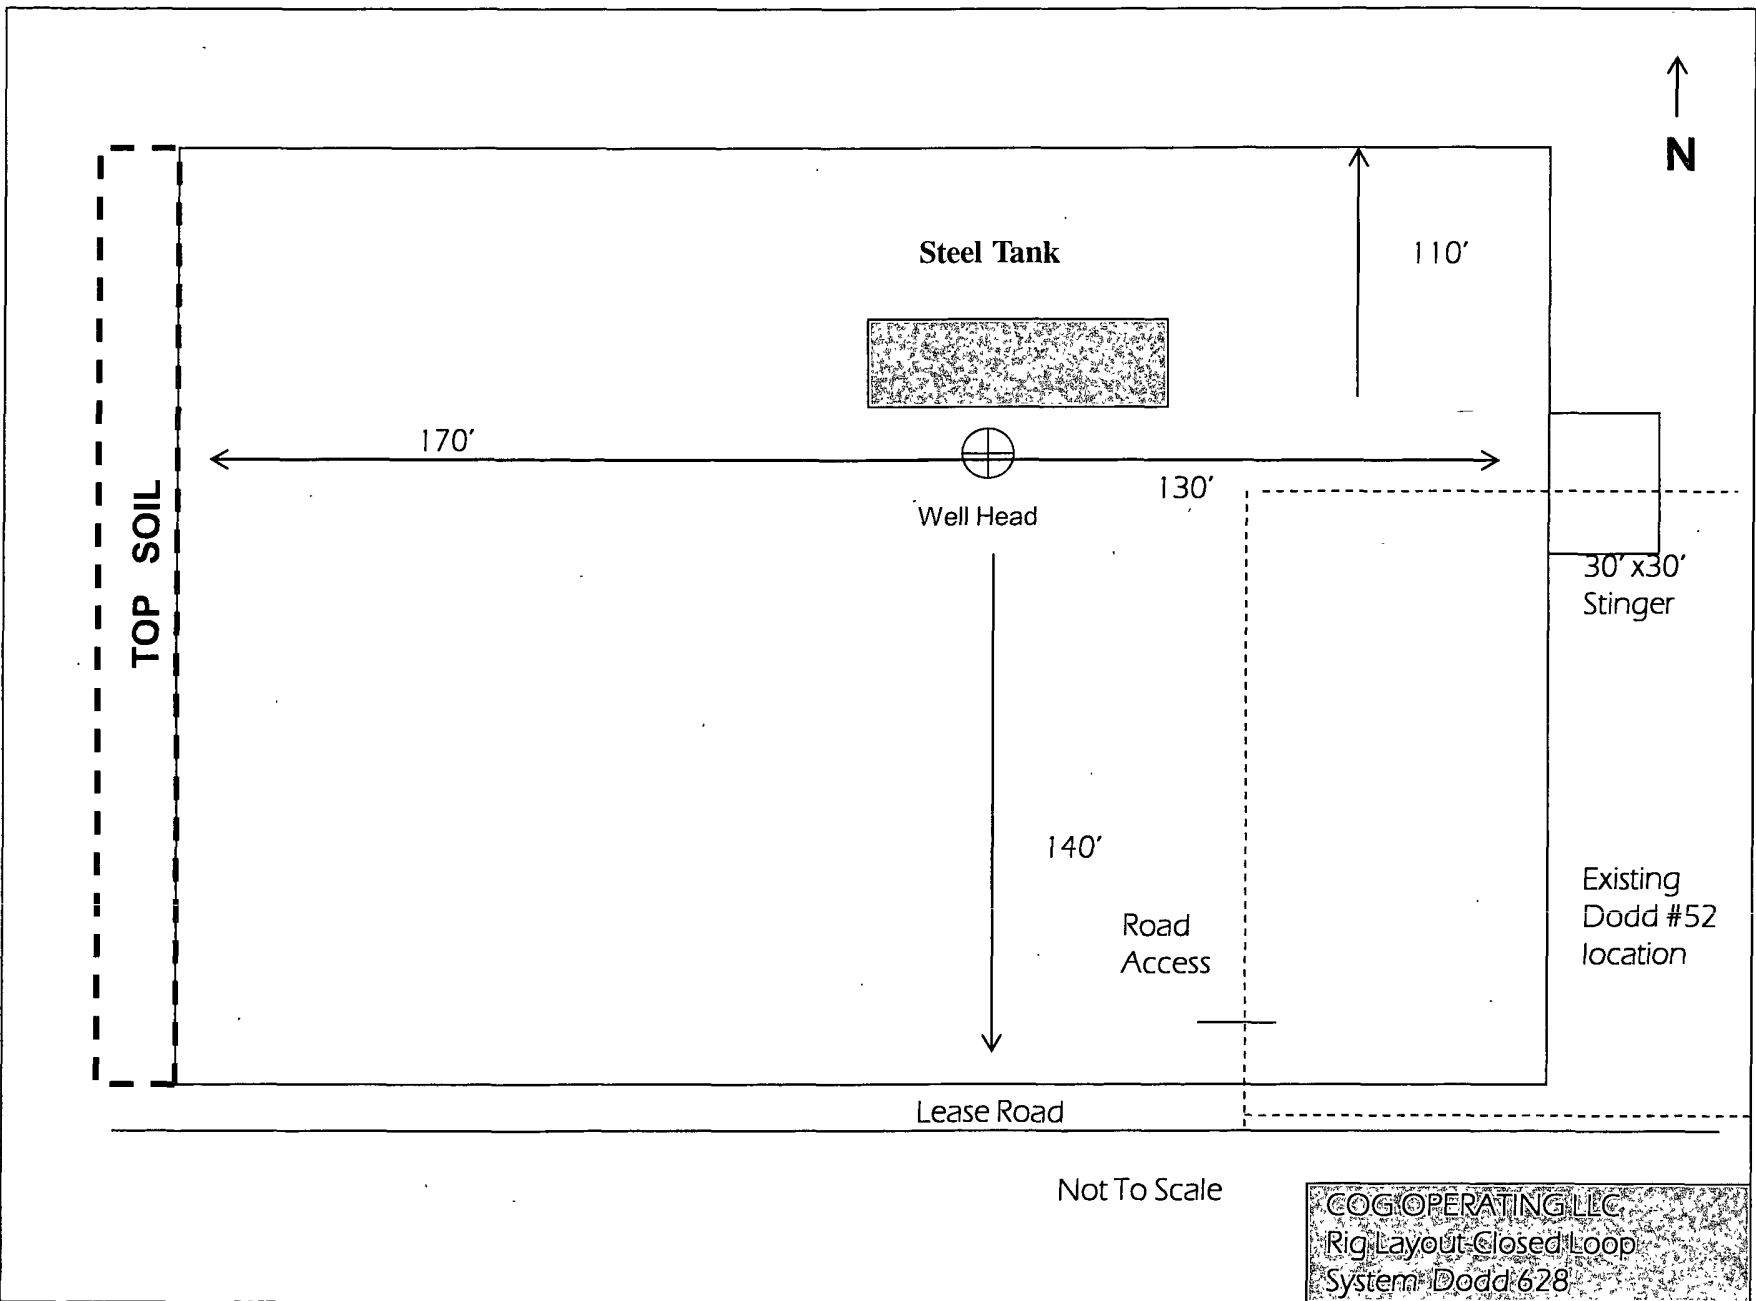 N
Steel Tank
110'
170'
130'
Well Head
TOP SOIL
30'x30'
Stinger
140'
Existing
Dodd #52
location
Road
Access
Lease Road
Not To Scale
COG OPERATING LLC
Rig Layout Closed Loop
System Dodd 628